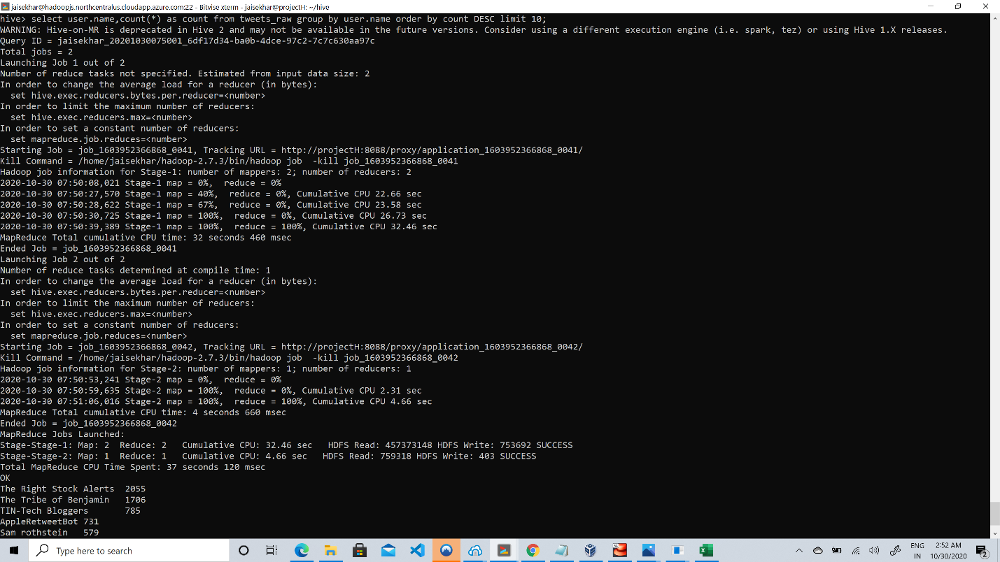 jaisekhar@hadoopjs.northcentralus.cloudapp.azure.com:22 - Bitvise xterm - jaisekhar@projectH: ~/hive
hive> select user.name,count(*) as count from tweets_raw group by user.name order by count DESC limit 10;
WARNING: Hive-on-MR is deprecated in Hive 2 and may not be available in the future versions. Consider using a different execution engine (i.e. spark, tez) or using Hive 1.X releases.
Query ID = jaisekhar_20201030075001_6df17d34-ba0b-4dce-97c2-7c7c630aa97c
Total jobs = 2
Launching Job 1 out of 2
Number of reduce tasks not specified. Estimated from input data size: 2
In order to change the average load for a reducer (in bytes):
  set hive.exec.reducers.bytes.per.reducer=<number>
In order to limit the maximum number of reducers:
  set hive.exec.reducers.max=<number>
In order to set a constant number of reducers:
  set mapreduce.job.reduces=<number>
Starting Job = job_1603952366868_0041, Tracking URL = http://projectH:8088/proxy/application_1603952366868_0041/
Kill Command = /home/jaisekhar/hadoop-2.7.3/bin/hadoop job  -kill job_1603952366868_0041
Hadoop job information for Stage-1: number of mappers: 2; number of reducers: 2
2020-10-30 07:50:08,021 Stage-1 map = 0%,  reduce = 0%
2020-10-30 07:50:27,570 Stage-1 map = 40%,  reduce = 0%, Cumulative CPU 22.66 sec
2020-10-30 07:50:28,622 Stage-1 map = 67%,  reduce = 0%, Cumulative CPU 23.58 sec
2020-10-30 07:50:30,725 Stage-1 map = 100%,  reduce = 0%, Cumulative CPU 26.73 sec
2020-10-30 07:50:39,389 Stage-1 map = 100%,  reduce = 100%, Cumulative CPU 32.46 sec
MapReduce Total cumulative CPU time: 32 seconds 460 msec
Ended Job = job_1603952366868_0041
Launching Job 2 out of 2
Number of reduce tasks determined at compile time: 1
In order to change the average load for a reducer (in bytes):
  set hive.exec.reducers.bytes.per.reducer=<number>
In order to limit the maximum number of reducers:
  set hive.exec.reducers.max=<number>
In order to set a constant number of reducers:
  set mapreduce.job.reduces=<number>
Starting Job = job_1603952366868_0042, Tracking URL = http://projectH:8088/proxy/application_1603952366868_0042/
Kill Command = /home/jaisekhar/hadoop-2.7.3/bin/hadoop job  -kill job_1603952366868_0042
Hadoop job information for Stage-2: number of mappers: 1; number of reducers: 1
2020-10-30 07:50:53,241 Stage-2 map = 0%,  reduce = 0%
2020-10-30 07:50:59,635 Stage-2 map = 100%,  reduce = 0%, Cumulative CPU 2.31 sec
2020-10-30 07:51:06,016 Stage-2 map = 100%,  reduce = 100%, Cumulative CPU 4.66 sec
MapReduce Total cumulative CPU time: 4 seconds 660 msec
Ended Job = job_1603952366868_0042
MapReduce Jobs Launched:
Stage-Stage-1: Map: 2  Reduce: 2   Cumulative CPU: 32.46 sec   HDFS Read: 457373148 HDFS Write: 753692 SUCCESS
Stage-Stage-2: Map: 1  Reduce: 1   Cumulative CPU: 4.66 sec   HDFS Read: 759318 HDFS Write: 403 SUCCESS
Total MapReduce CPU Time Spent: 37 seconds 120 msec
OK
The Right Stock Alerts  2055
The Tribe of Benjamin   1706
TIN-Tech Bloggers       785
AppleRetweetBot 731
Sam rothstein   579
Type here to search
ENG
IN
2:52 AM
10/30/2020
2